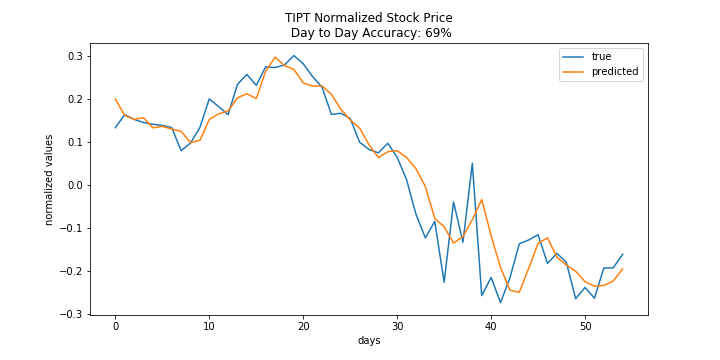 TIPT Normalized Stock Price
Day to Day Accuracy: 69%
true
predicted
normalized values
0.3
0.2
0.1
0.0
−0.1
−0.2
−0.3
0
10
20
30
40
50
days